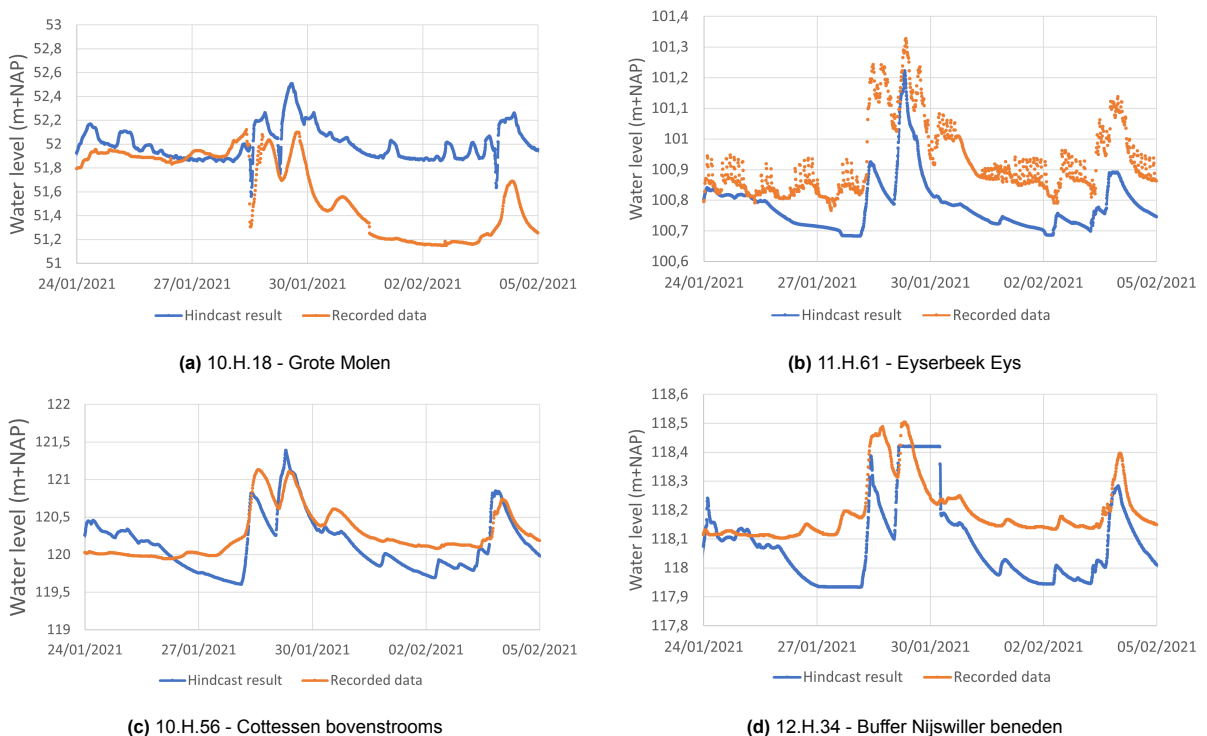 Water level (m+NAP)
53
52,8
52,6
52,4
52,2
52
51,8
51,6
51,4
51,2
51
24/01/2021 27/01/2021 30/01/2021 02/02/2021 05/02/2021
Hindcast result Recorded data
(a) 10.H.18 - Grote Molen
Water level (m+NAP)
101,4
101,3
101,2
101,1
101
100,9
100,8
100,7
100,6
24/01/2021 27/01/2021 30/01/2021 02/02/2021 05/02/2021
Hindcast result Recorded data
(b) 11.H.61 - Eyserbeek Eys
Water level (m+NAP)
122
121,5
121
120,5
120
119,5
119
24/01/2021 27/01/2021 30/01/2021 02/02/2021 05/02/2021
Hindcast result Recorded data
(c) 10.H.56 - Cottessen bovenstrooms
Water level (m+NAP)
118,6
118,5
118,4
118,3
118,2
118,1
118
117,9
117,8
24/01/2021 27/01/2021 30/01/2021 02/02/2021 05/02/2021
Hindcast result Recorded data
(d) 12.H.34 - Buffer Nijswiller beneden